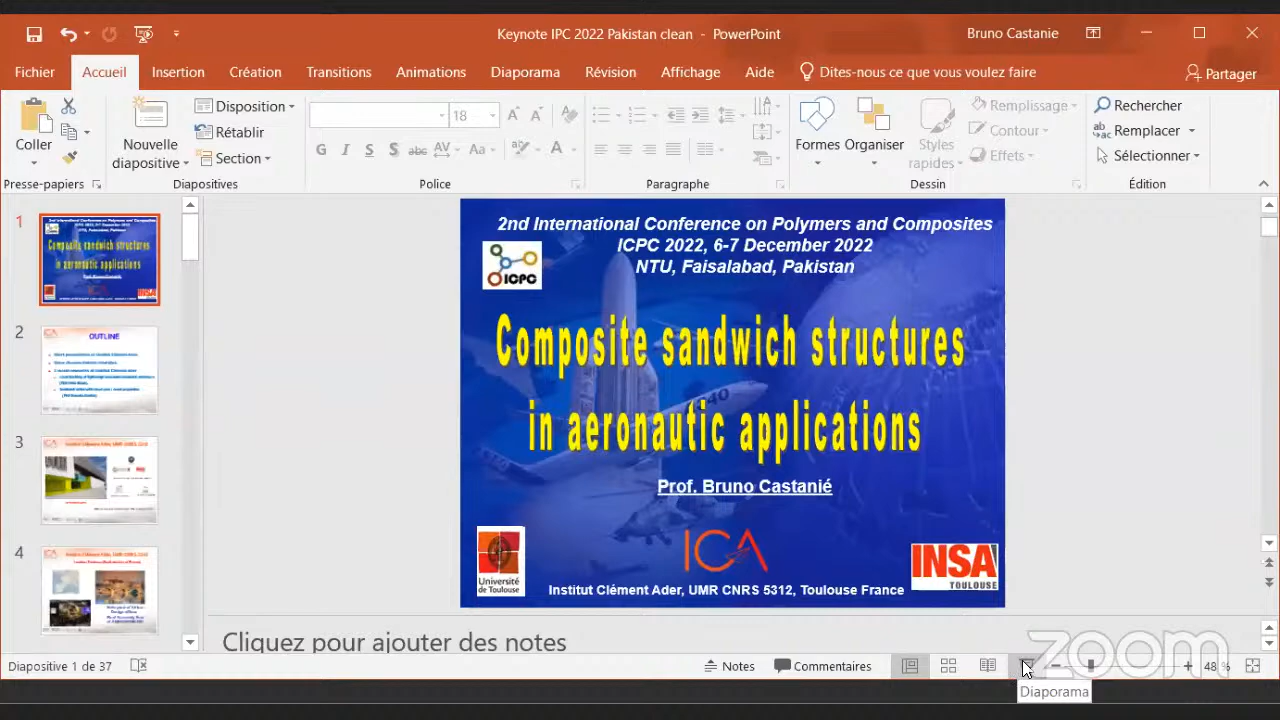 Keynote IPC 2022 Pakistan clean - PowerPoint
Bruno Castanie
Fichier Accueil Insertion Création Transitions Animations Diaporama Révision Affichage Aide Dites-nous ce que vous voulez faire Partager
Coller
Presse-papiers
Nouvelle
diapositive
Disposition
Rétablir
Section
Diapositives
18
G I S S abc AV Aa A
Police
Paragraphe
Formes
Organiser
Styles
rapides
Remplissage
Contour
Effets
Dessin
Rechercher
Remplacer
Sélectionner
Édition
1
2
OUTLINE
3
4
2nd International Conference on Polymers and Composites
ICPC 2022, 6-7 December 2022
NTU, Faisalabad, Pakistan
ICPC
Composite sandwich structures
in aeronautic applications
Prof. Bruno Castanié
Université
de Toulouse
ICA
INSA
TOULOUSE
Institut Clément Ader, UMR CNRS 5312, Toulouse France
Cliquez pour ajouter des notes
zoom
Diapositive 1 de 37
Notes
Commentaires
48 %
Diaporama